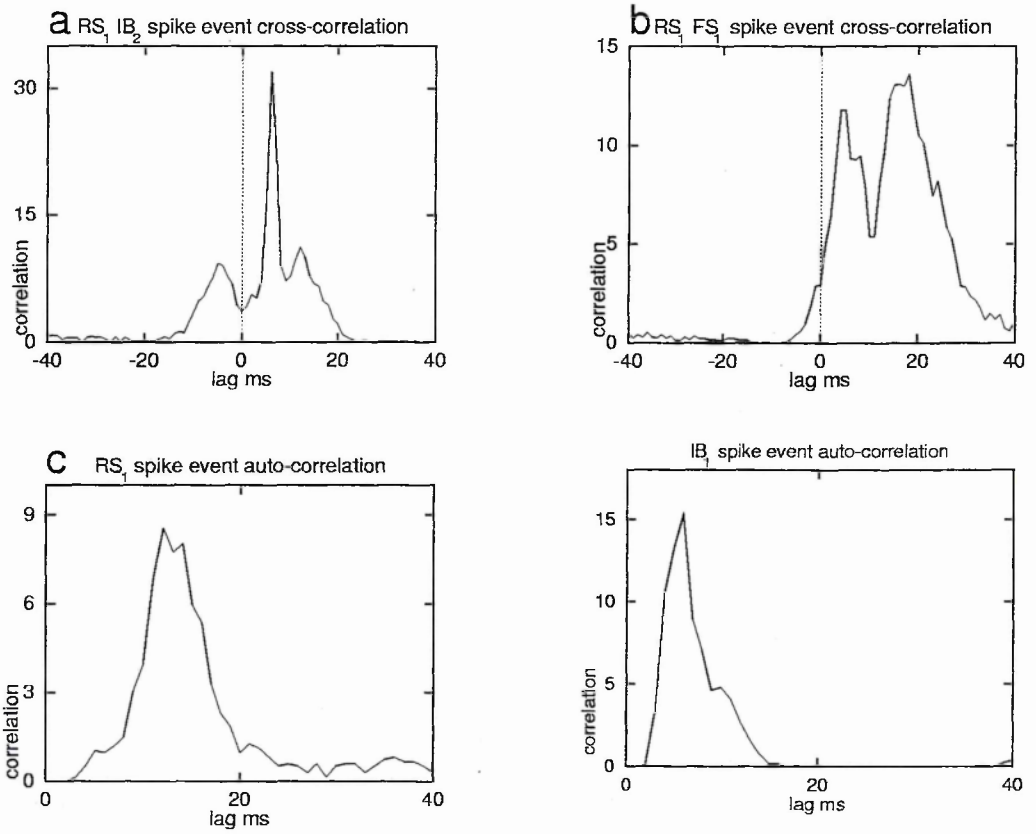 a RS1 IB2 spike event cross-correlation
30
15
0
correlation
-40 -20 0 20 40
lag ms
b RS1 FS1 spike event cross-correlation
15
10
5
0
correlation
-40 -20 0 20 40
lag ms
c RS1 spike event auto-correlation
9
6
3
0
correlation
0 20 40
lag ms
IB1 spike event auto-correlation
15
10
5
0
correlation
0 20 40
lag ms